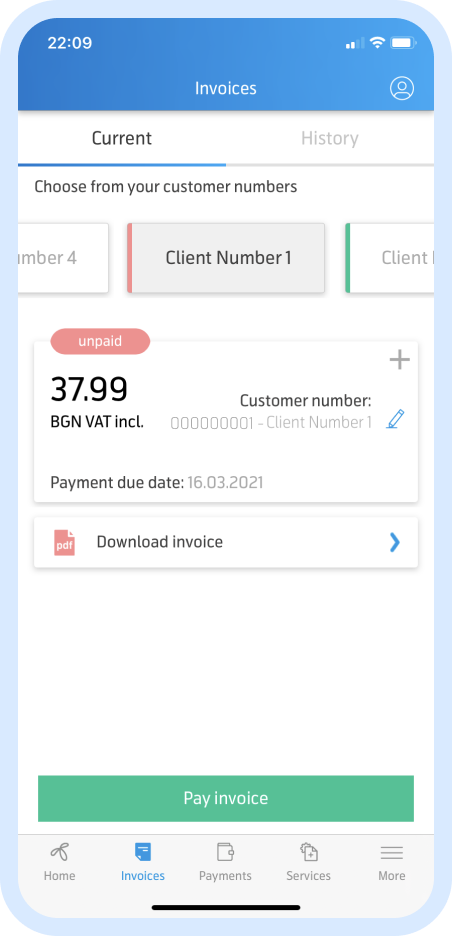 22:09
Invoices
Current
History
Choose from your customer numbers
mber 4
Client Number 1
Client
unpaid
37.99
BGN VAT incl.
Customer number:
000000001 - Client Number 1
Payment due date: 16.03.2021
pdf
Download invoice
Pay invoice
Home
Invoices
Payments
Services
More